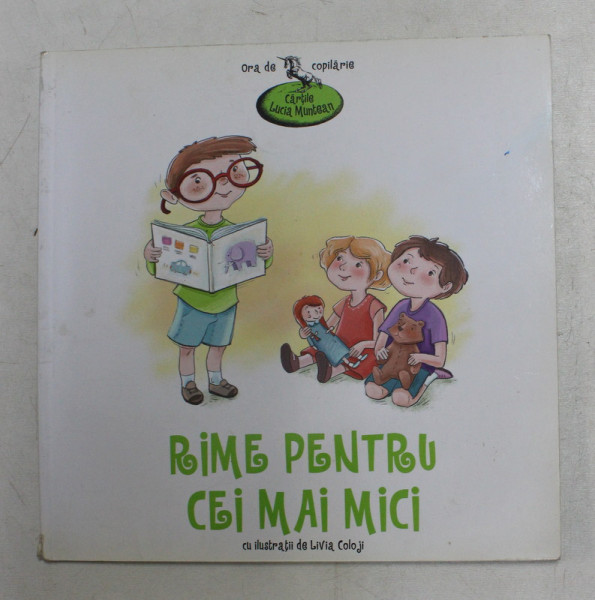 Ora de copilărie
Cărțile
Lucia Muntean
RIME PENTRU
CEI MAI MICI
cu ilustrații de Livia Coloji